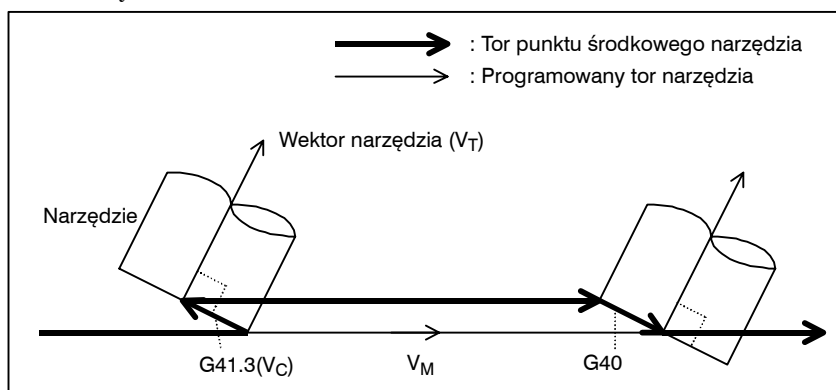 : Tor punktu środkowego narzędzia
: Programowany tor narzędzia
Wektor narzędzia (VT)
Narzędzie
G41.3(VC)
VM
G40